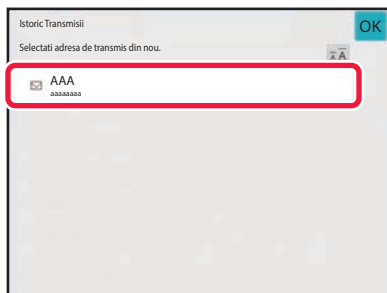 Istoric Transmisii
OK
Selectati adresa de transmis din nou.
AAA
aaaaaaaa